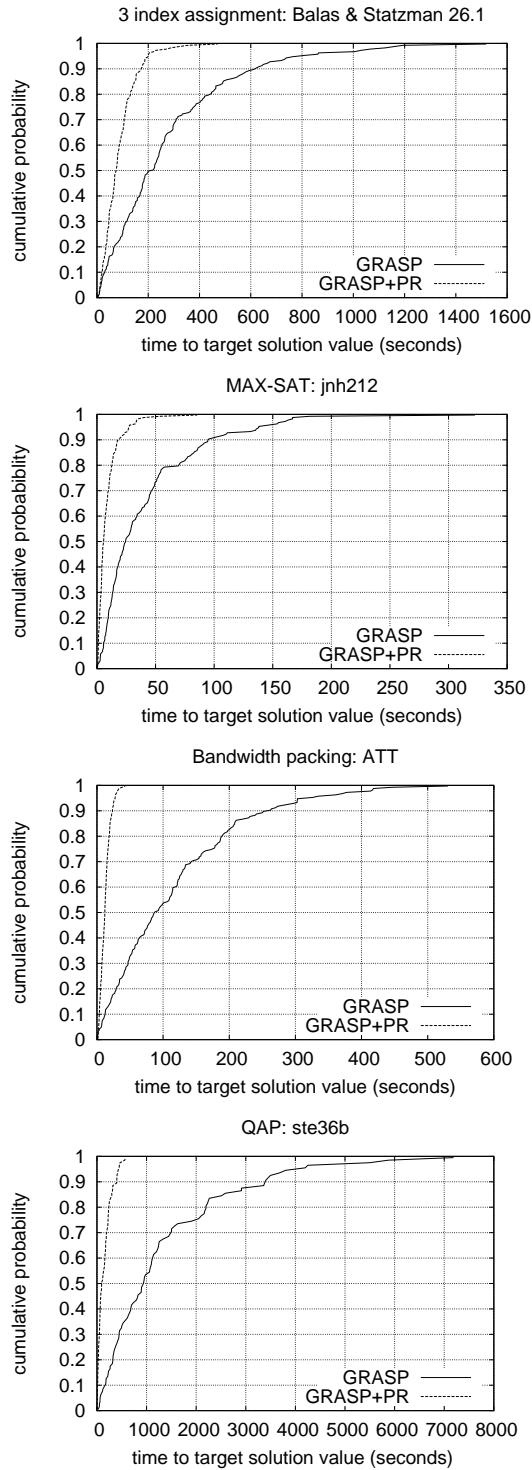 3 index assignment: Balas & Statzman 26.1
cumulative probability
1
0.9
0.8
0.7
0.6
0.5
0.4
0.3
0.2
0.1
0
GRASP
GRASP+PR
0 200 400 600 800 1000 1200 1400 1600
time to target solution value (seconds)
MAX-SAT: jnh212
cumulative probabiblity
1
0.9
0.8
0.7
0.6
0.5
0.4
0.3
0.2
0.1
0
GRASP
GRASP+PR
0 50 100 150 200 250 300 350
time to target solution value (seconds)
Bandwidth packing: ATT
cumulative probability
1
0.9
0.8
0.7
0.6
0.5
0.4
0.3
0.2
0.1
0
GRASP
GRASP+PR
0 100 200 300 400 500 600
time to target solution value (seconds)
QAP: ste36b
cumulative probability
1
0.9
0.8
0.7
0.6
0.5
0.4
0.3
0.2
0.1
0
GRASP
GRASP+PR
0 1000 2000 3000 4000 5000 6000 7000 8000
time to target solution value (seconds)